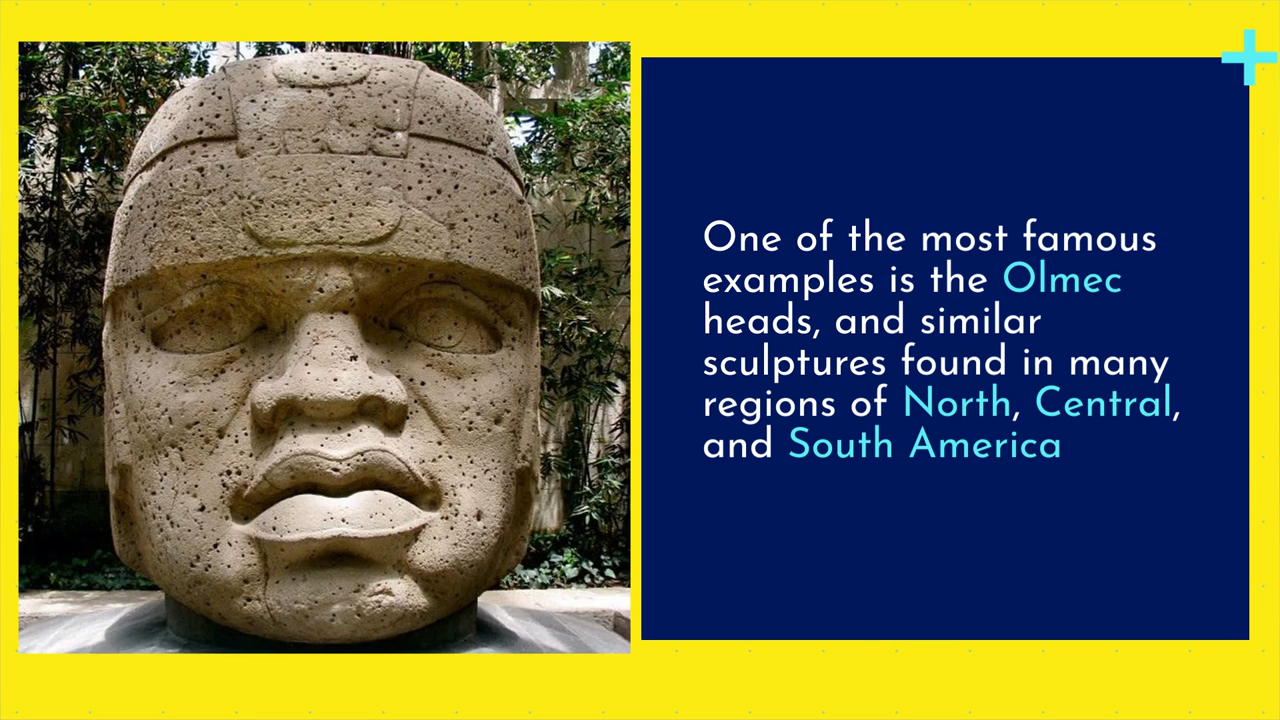 One of the most famous
examples is the Olmec
heads, and similar
sculptures found in many
regions of North, Central,
and South America